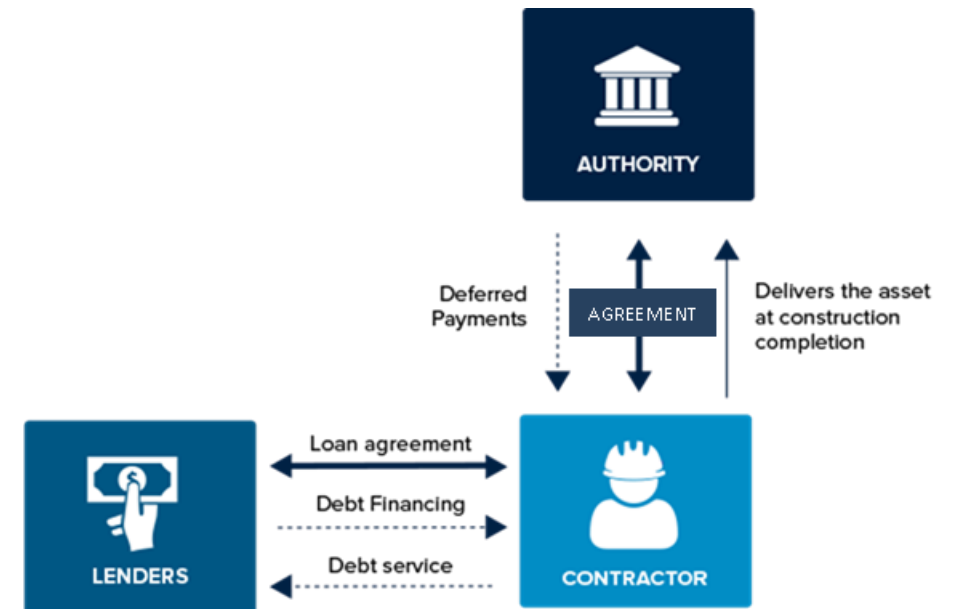 AUTHORITY
Deferred
Payments
AGREEMENT
Delivers the asset
at construction
completion
Loan agreement
Debt Financing
Debt service
LENDERS
CONTRACTOR